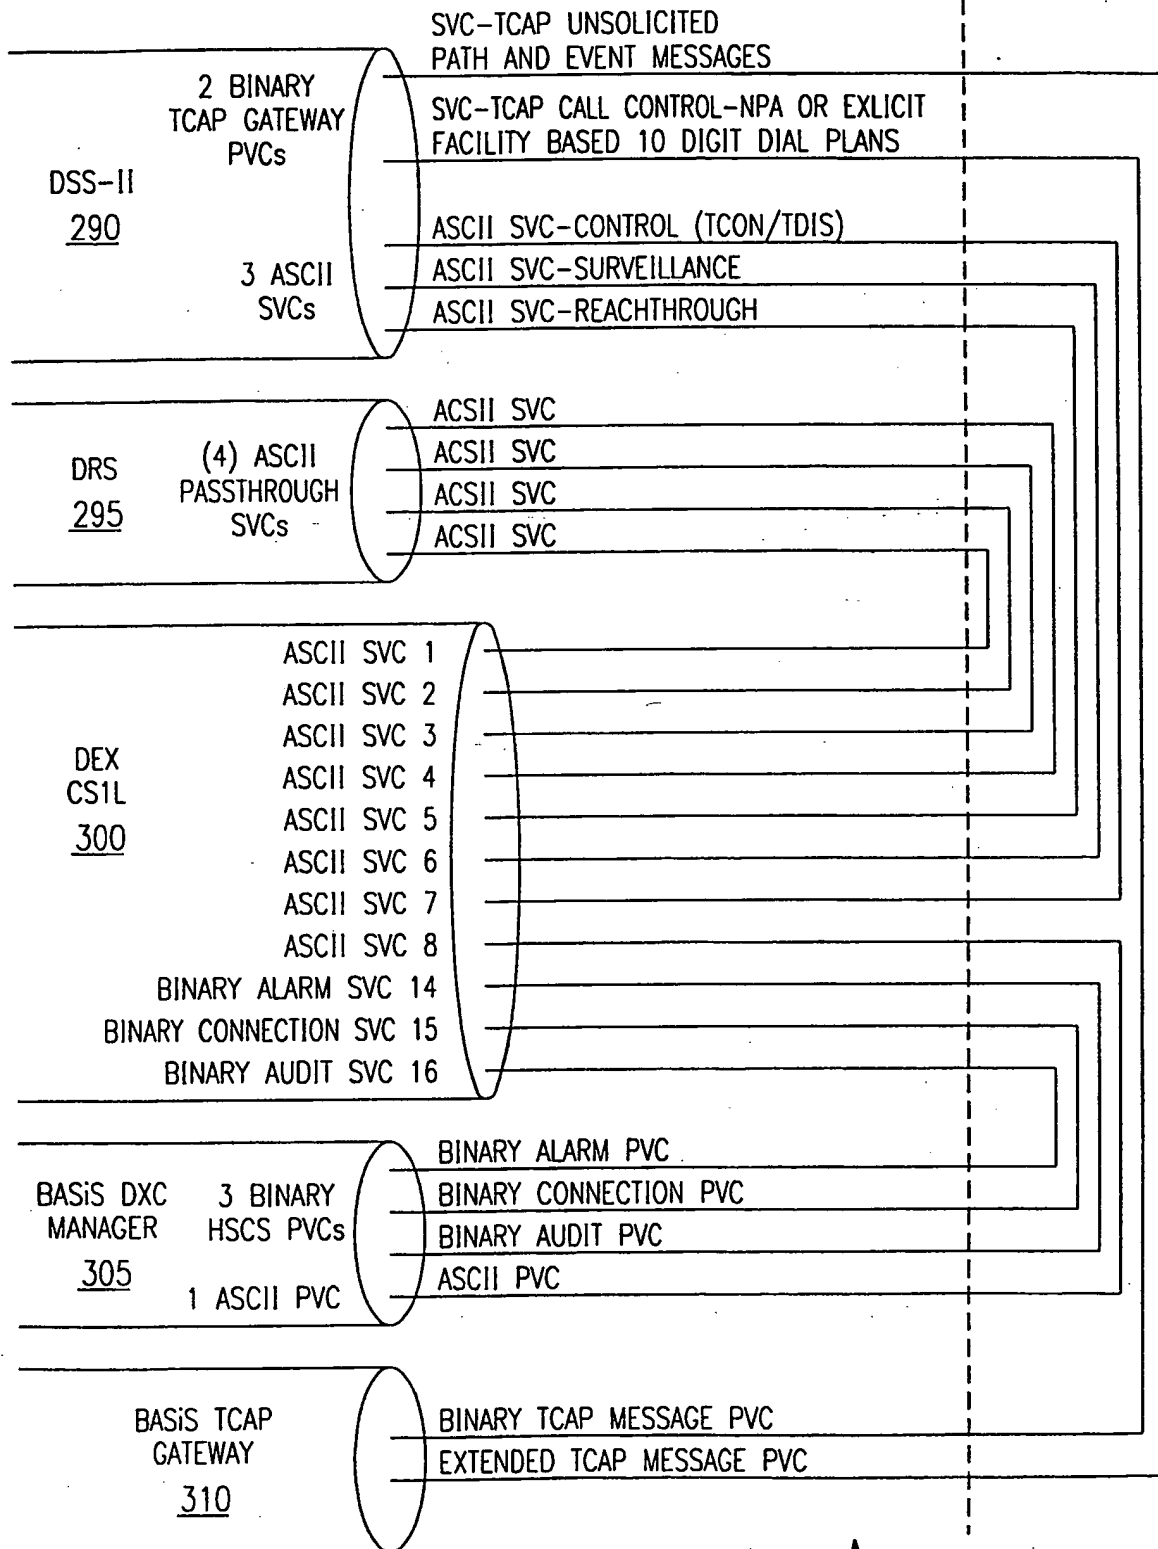 SVC-TCAP UNSOLICITED
PATH AND EVENT MESSAGES
2 BINARY
TCAP GATEWAY
PVCs
SVC-TCAP CALL CONTROL-NPA OR EXLICIT
FACILITY BASED 10 DIGIT DIAL PLANS
DSS-II
290
ASCII SVC-CONTROL (TCON/TDIS)
3 ASCII
SVCs
ASCII SVC-SURVEILLANCE
ASCII SVC-REACHTHROUGH
DRS
295
(4) ASCII
PASSTHROUGH
SVCs
ACSII SVC
ACSII SVC
ACSII SVC
ACSII SVC
DEX
CS1L
300
ASCII SVC 1
ASCII SVC 2
ASCII SVC 3
ASCII SVC 4
ASCII SVC 5
ASCII SVC 6
ASCII SVC 7
ASCII SVC 8
BINARY ALARM SVC 14
BINARY CONNECTION SVC 15
BINARY AUDIT SVC 16
BASiS DXC
MANAGER
305
3 BINARY
HSCS PVCs
1 ASCII PVC
BINARY ALARM PVC
BINARY CONNECTION PVC
BINARY AUDIT PVC
ASCII PVC
BASiS TCAP
GATEWAY
310
BINARY TCAP MESSAGE PVC
EXTENDED TCAP MESSAGE PVC